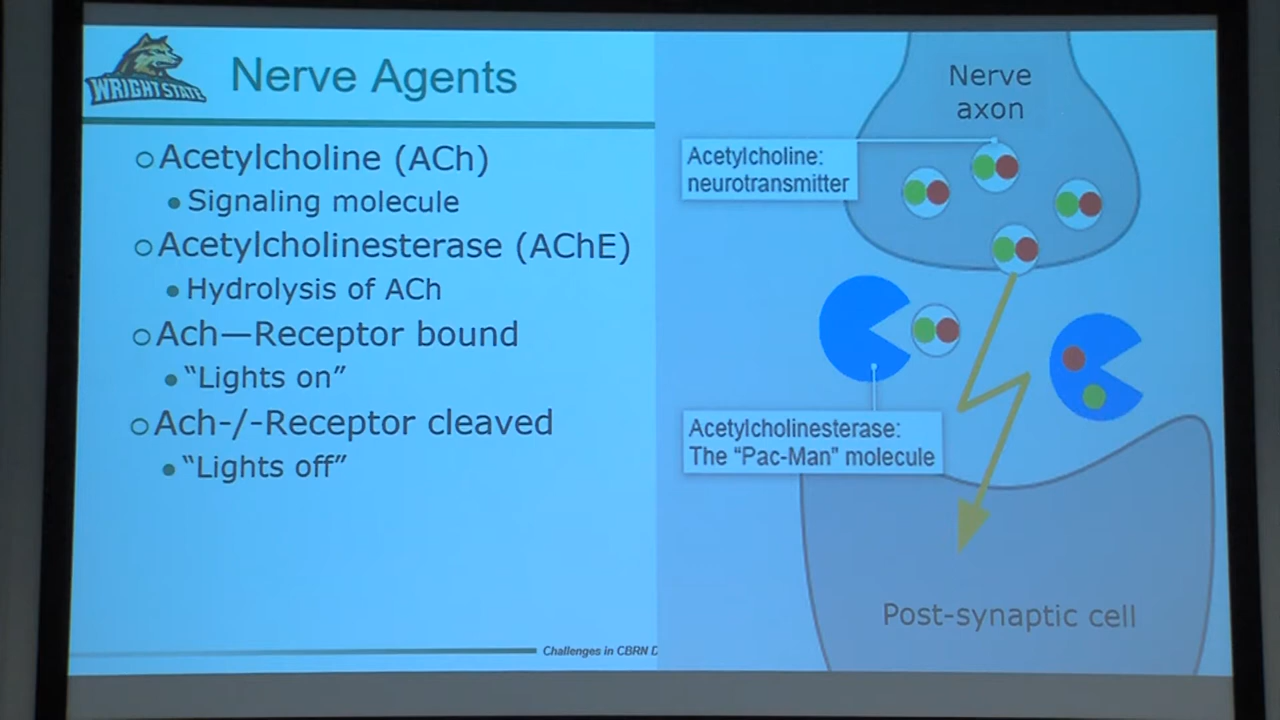 WRIGHT STATE
Nerve Agents
Acetylcholine (ACh)
Signaling molecule
Acetylcholinesterase (AChE)
Hydrolysis of ACh
Ach—Receptor bound
“Lights on”
Ach-/-Receptor cleaved
“Lights off”
Challenges in CBRN D
Nerve
axon
Acetylcholine:
neurotransmitter
Acetylcholinesterase:
The “Pac-Man” molecule
Post-synaptic cell